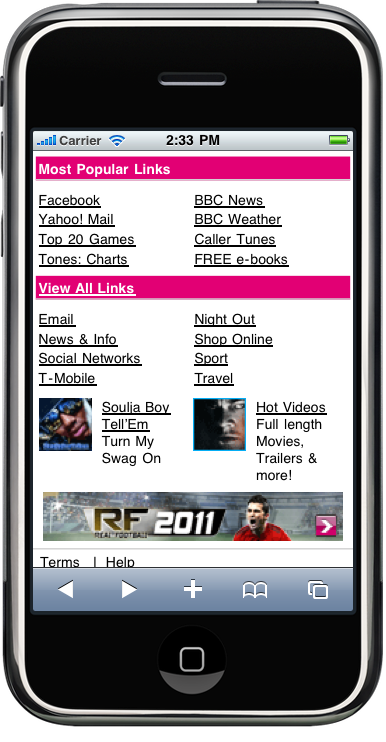 Carrier 2:33 PM
Most Popular Links
Facebook BBC News
Yahoo! Mail BBC Weather
Top 20 Games Caller Tunes
Tones: Charts FREE e-books
View All Links
Email Night Out
News & Info Shop Online
Social Networks Sport
T-Mobile Travel
Soulja Boy
Tell'Em
Turn My
Swag On
Hot Videos
Full length
Movies,
Trailers &
more!
RF 2011
REAL FOOTBALL
Terms | Help